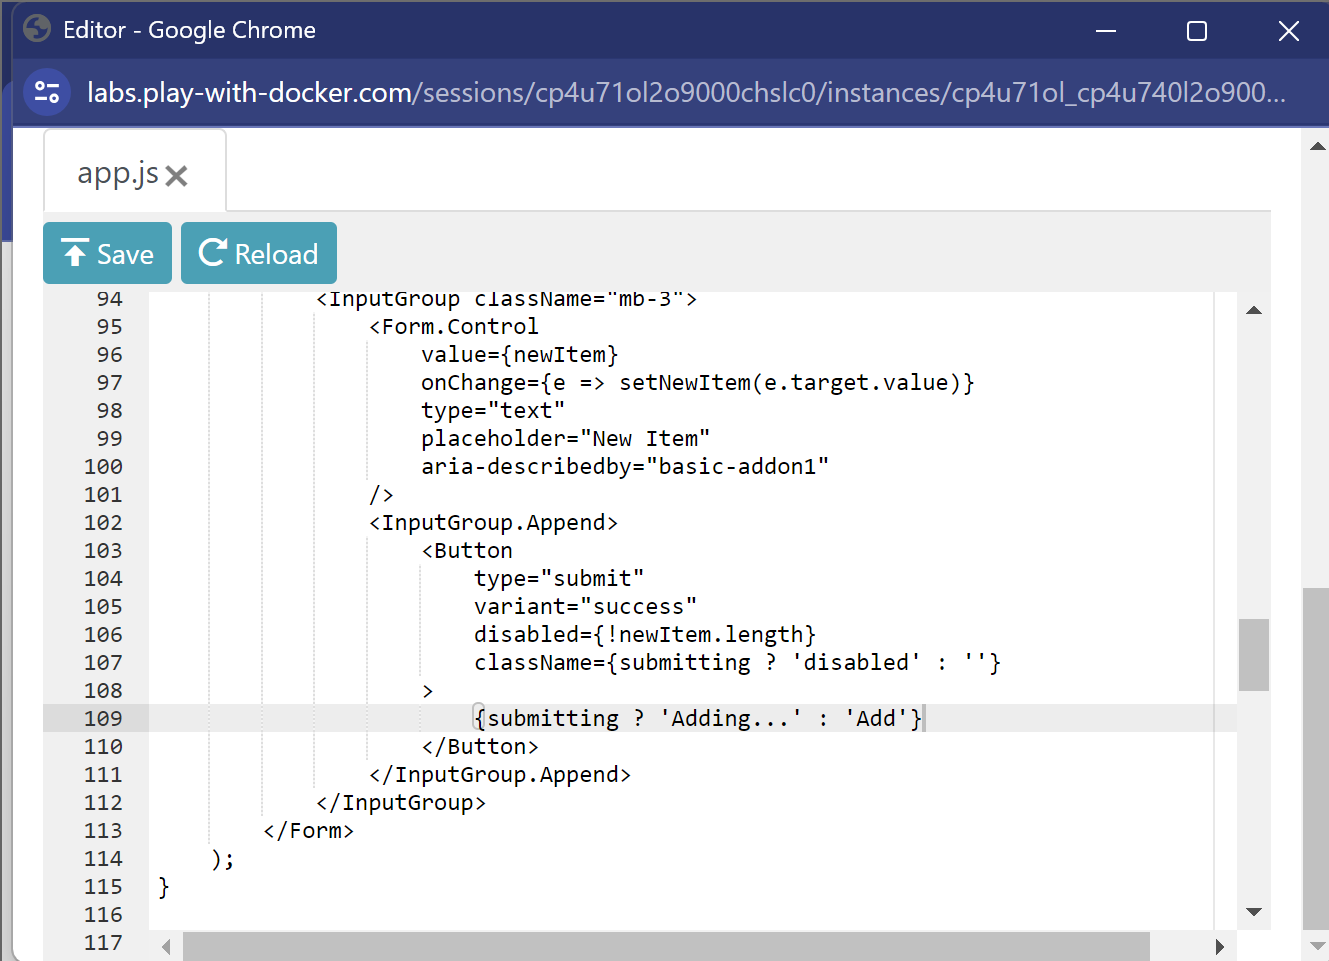 Editor - Google Chrome
labs.play-with-docker.com/sessions/cp4u71ol2o9000chslc0/instances/cp4u71ol_cp4u740l2o900...
app.js
Save Reload
94 <InputGroup className="mb-3">
95 <Form.Control
96 value={newItem}
97 onChange={e => setNewItem(e.target.value)}
98 type="text"
99 placeholder="New Item"
100 aria-describedby="basic-addon1"
101 />
102 <InputGroup.Append>
103 <Button
104 type="submit"
105 variant="success"
106 disabled={!newItem.length}
107 className={submitting ? 'disabled' : ''}
108 >
109 {submitting ? 'Adding...' : 'Add'}
110 </Button>
111 </InputGroup.Append>
112 </InputGroup>
113 </Form>
114 );
115 }
116
117